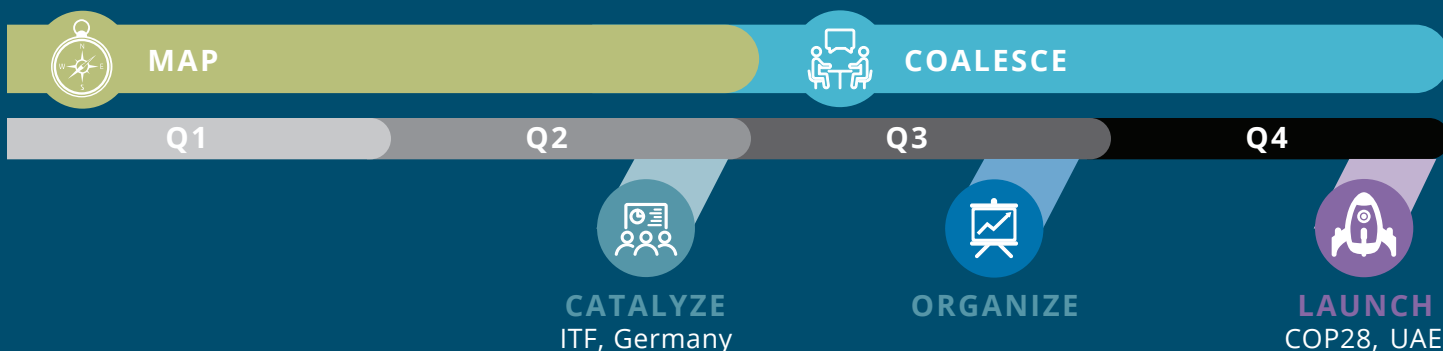 MAP
COALESCE
Q1
Q2
Q3
Q4
N
W
E
S
CATALYZE
ITF, Germany
ORGANIZE
LAUNCH
COP28, UAE